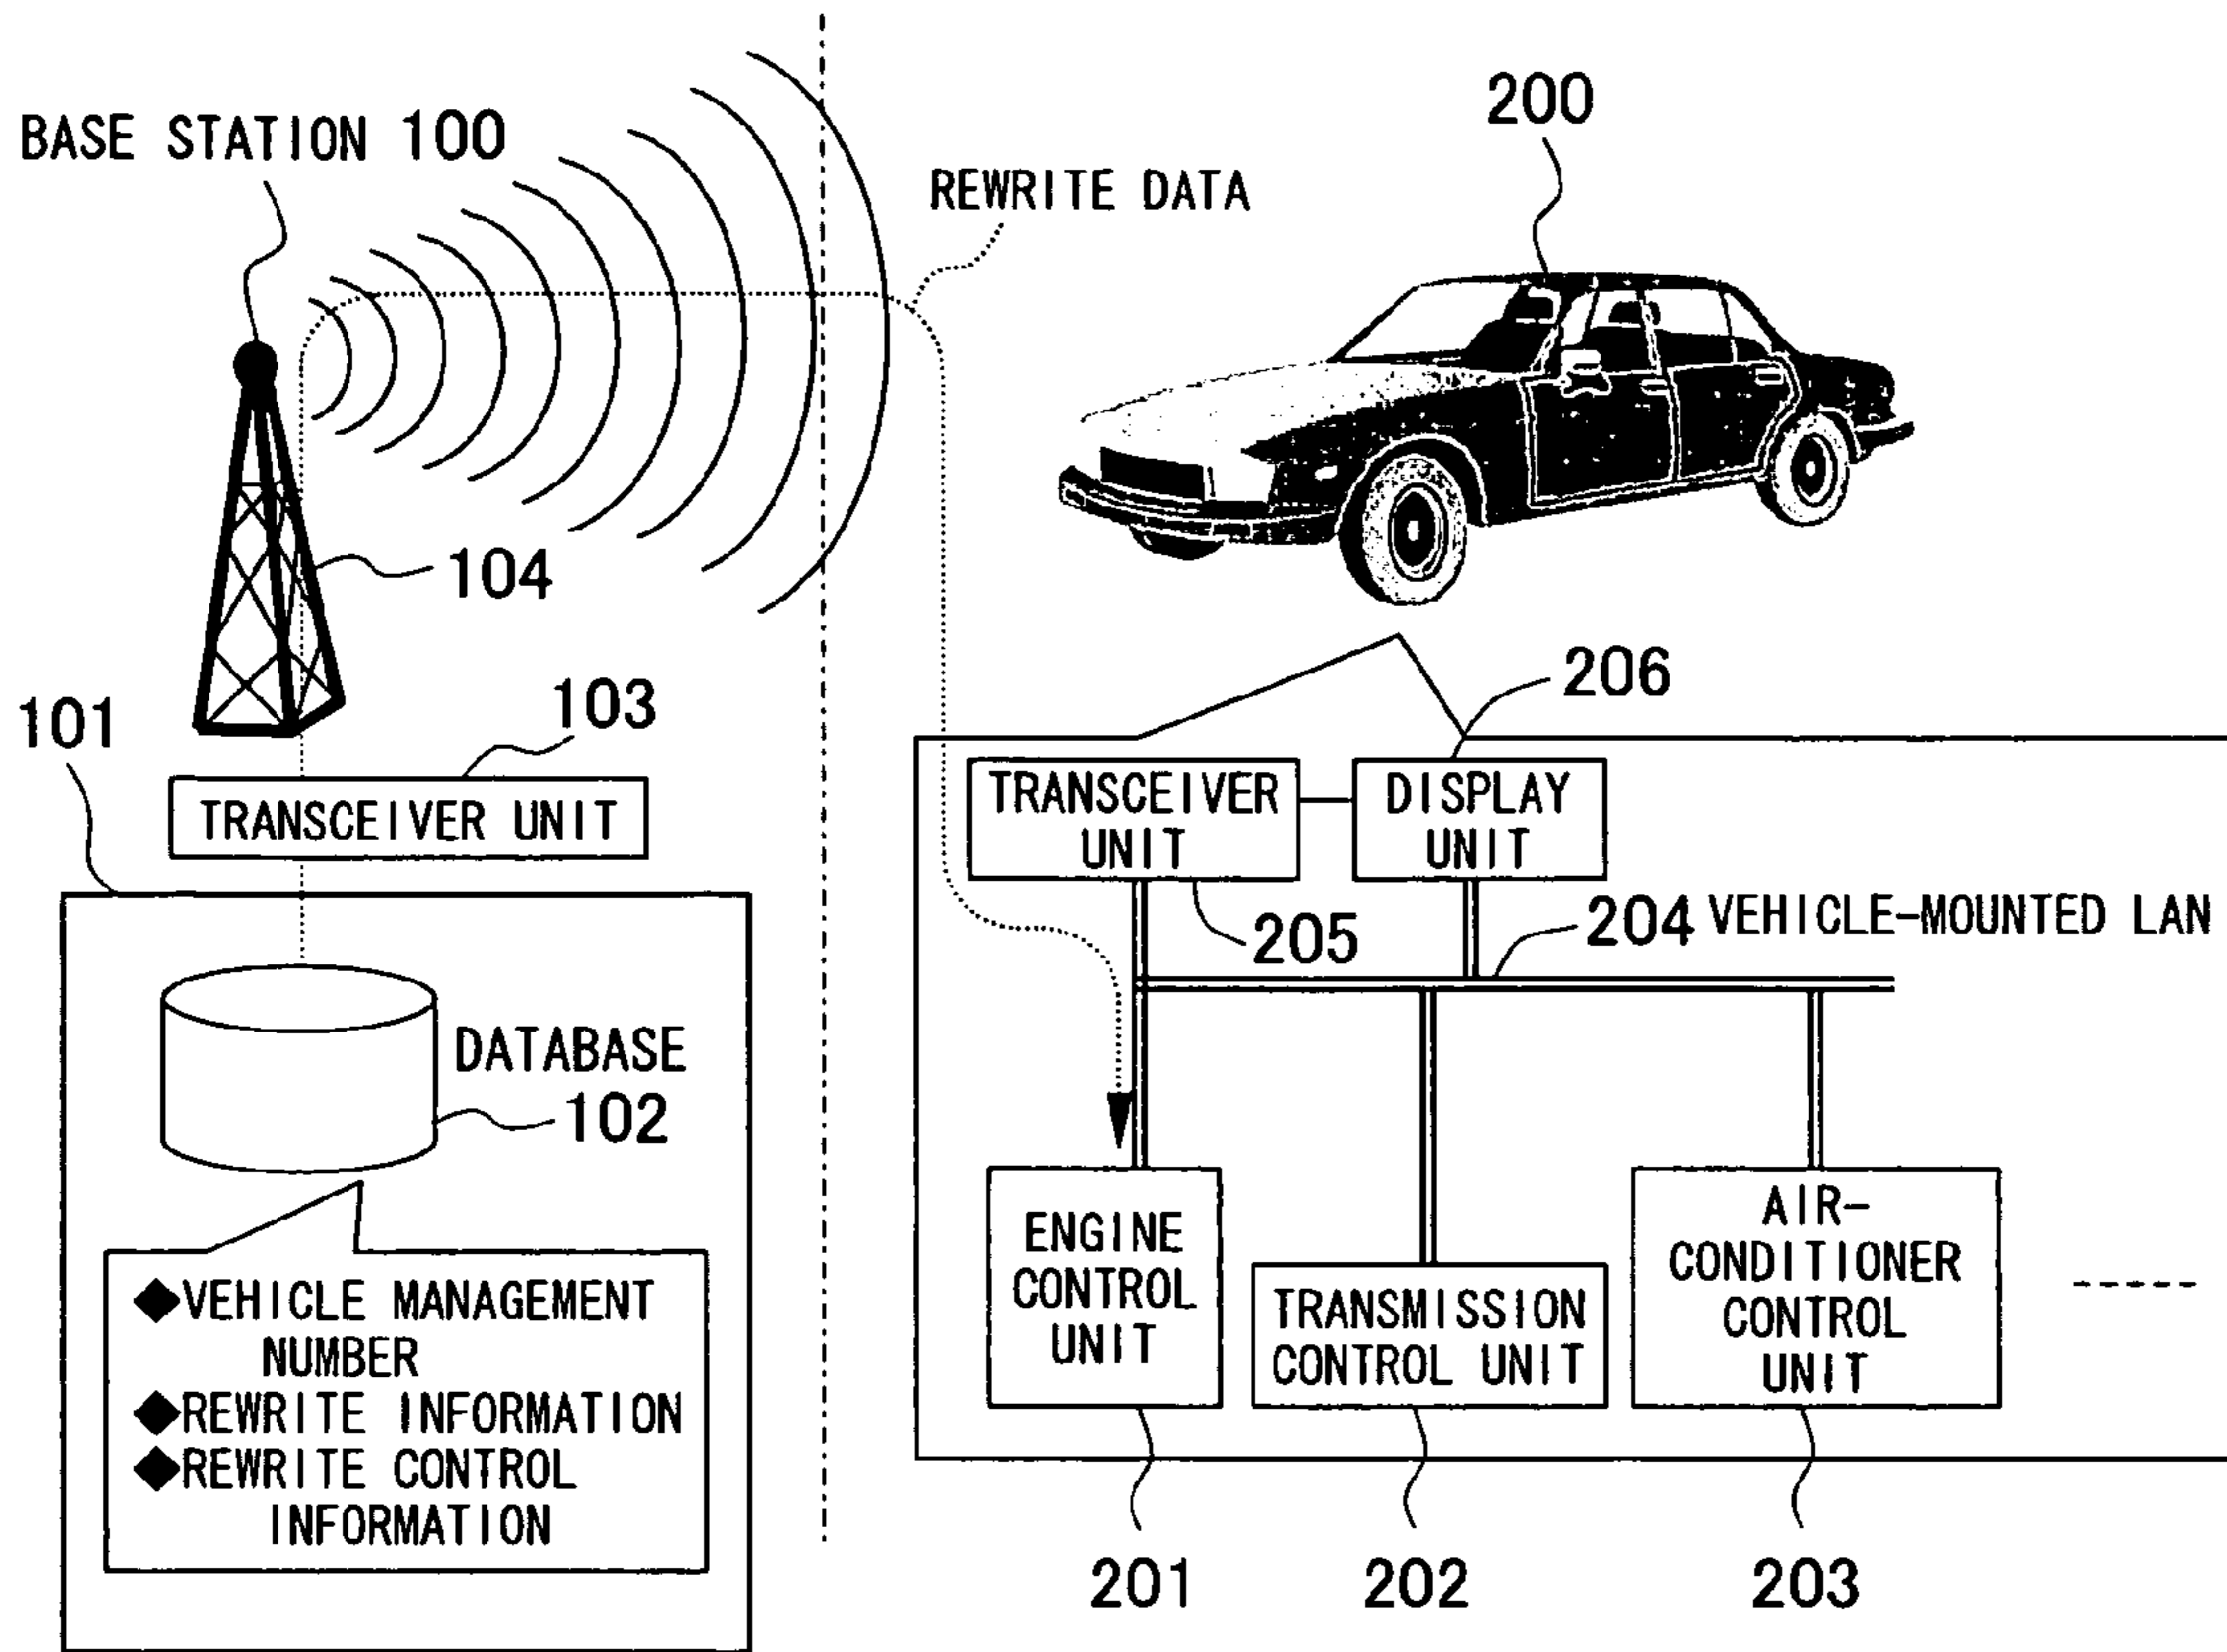 BASE STATION 100
REWRITE DATA
200
104
103
101
TRANSCEIVER UNIT
DATABASE
102
◆VEHICLE MANAGEMENT
NUMBER
◆REWRITE INFORMATION
◆REWRITE CONTROL
INFORMATION
206
TRANSCEIVER
UNIT
DISPLAY
UNIT
205
204 VEHICLE-MOUNTED LAN
ENGINE
CONTROL
UNIT
TRANSMISSION
CONTROL UNIT
AIR-
CONDITIONER
CONTROL
UNIT
201
202
203